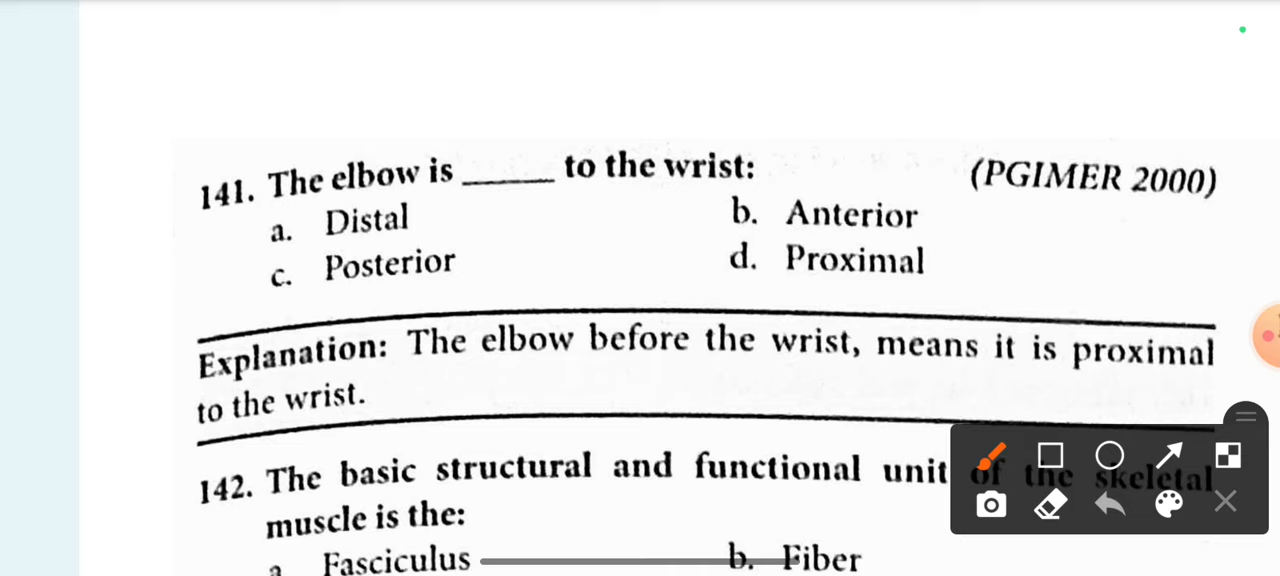 141. The elbow is ______ to the wrist: (PGIMER 2000)
a. Distal b. Anterior
c. Posterior d. Proximal
Explanation: The elbow before the wrist, means it is proximal
to the wrist.
142. The basic structural and functional unit of the skeletal
muscle is the:
a. Fasciculus b. Fiber